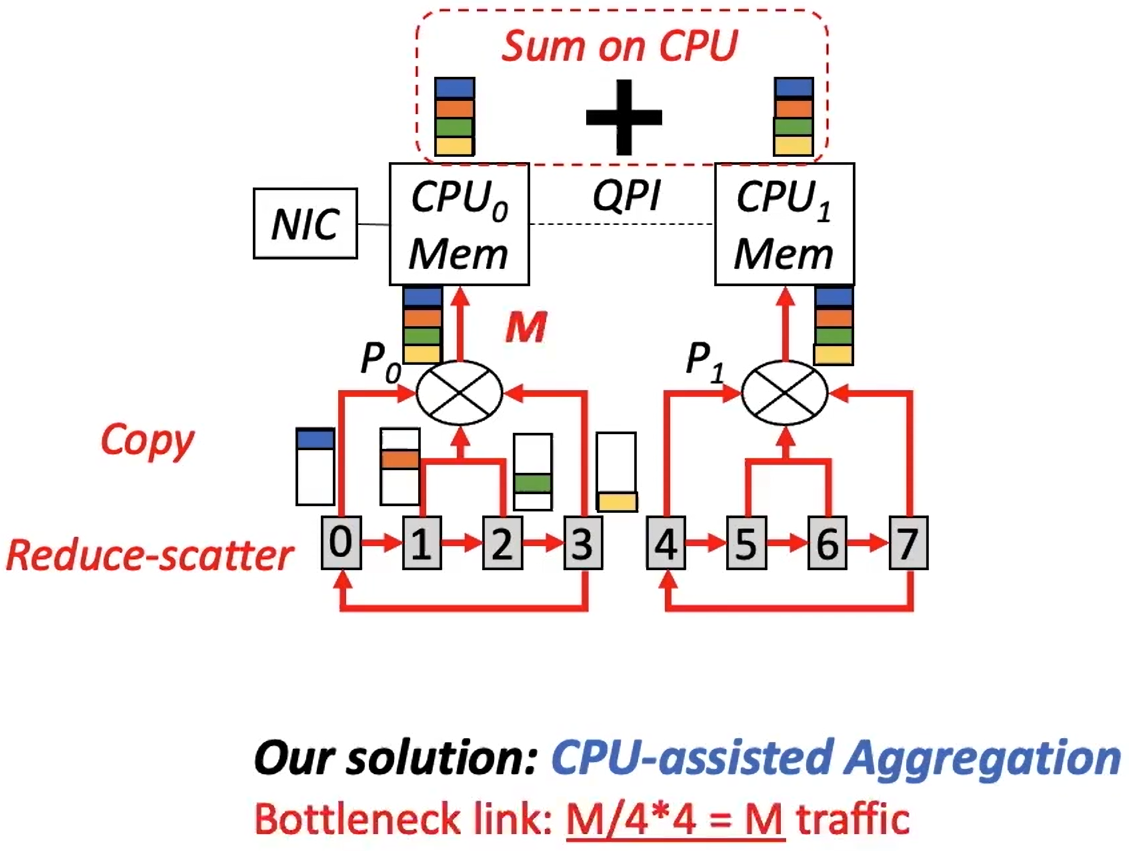 Sum on CPU
NIC
CPU0
Mem
QPI
CPU1
Mem
M
P0
P1
Copy
Reduce-scatter
0
1
2
3
4
5
6
7
Our solution: CPU-assisted Aggregation
Bottleneck link: M/4*4 = M traffic